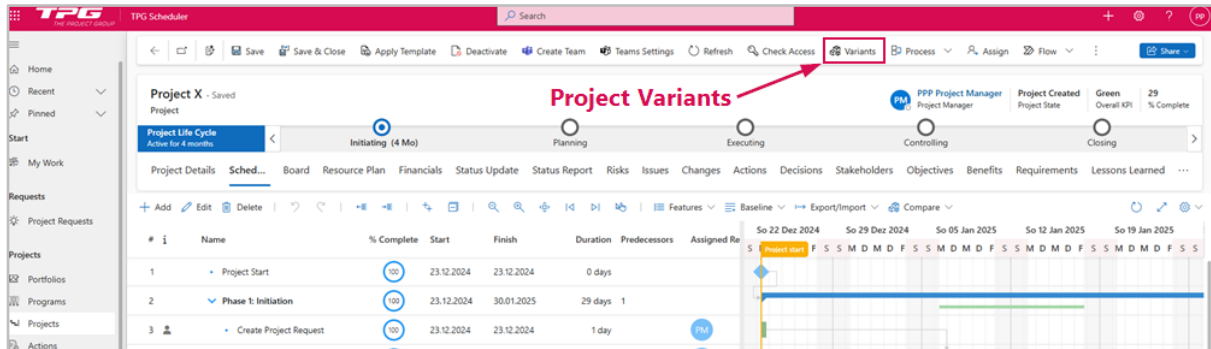 TPG
THE PROJECT GROUP
TPG Scheduler
Search
PP
Save
Save & Close
Apply Template
Deactivate
Create Team
Teams Settings
Refresh
Check Access
Variants
Process
Assign
Flow
Share
Home
Recent
Pinned
Start
My Work
Requests
Project Requests
Projects
Portfolios
Programs
Projects
Actions
Project X - Saved
Project
Project Variants
PM
PPP Project Manager
Project Manager
Project Created
Project State
Green
Overall KPI
29
% Complete
Project Life Cycle
Active for 4 months
Initiating (4 Mo)
Planning
Executing
Controlling
Closing
Project Details Sched... Board Resource Plan Financials Status Update Status Report Risks Issues Changes Actions Decisions Stakeholders Objectives Benefits Requirements Lessons Learned ...
Add Edit Delete Features Baseline Export/Import Compare
# i Name % Complete Start Finish Duration Predecessors Assigned Re
So 22 Dez 2024 So 29 Dez 2024 So 05 Jan 2025 So 12 Jan 2025 So 19 Jan 2025
S Project start F S S M D M D F S S M D M D F S S M D M D F S S M D M D F S S
1 Project Start 100 23.12.2024 23.12.2024 0 days
2 Phase 1: Initiation 100 23.12.2024 30.01.2025 29 days 1
3 Create Project Request 100 23.12.2024 23.12.2024 1 day PM